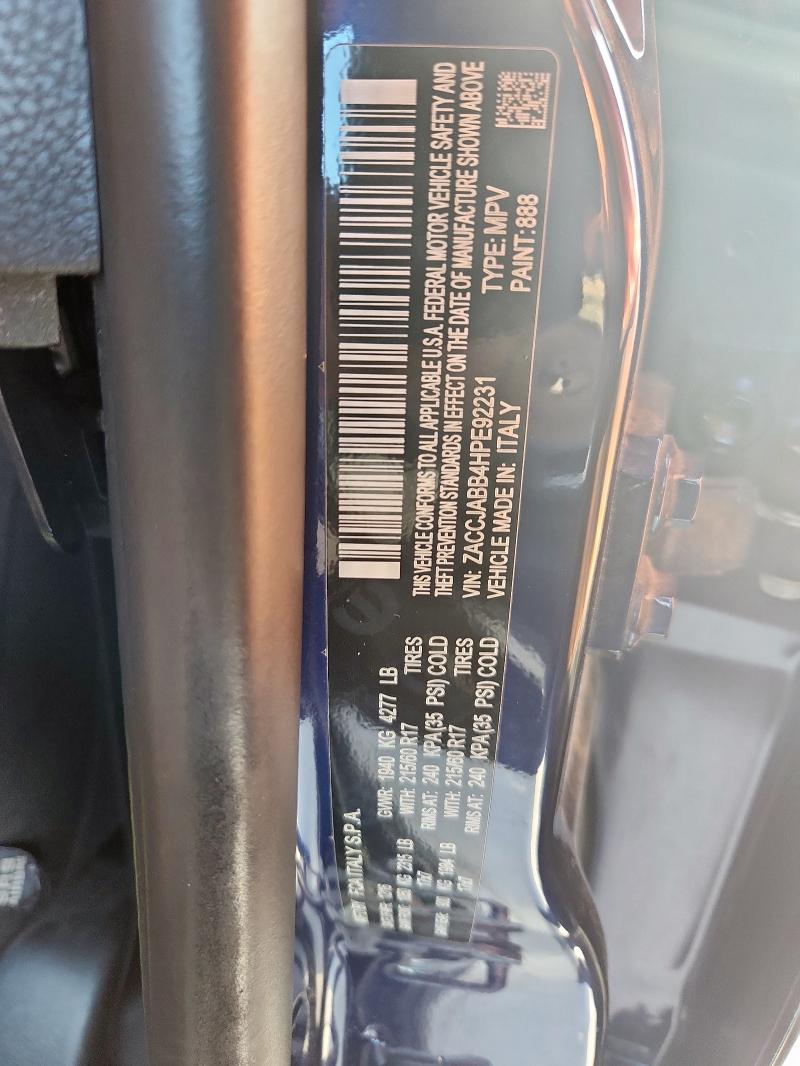 FCA ITALY S.P.A.
GVWR: 1940 KG 4277 LB
WITH: 215/60 R17 TIRES
RIMS AT: 240 KPA(35 PSI) COLD
WITH: 215/60 R17 TIRES
RIMS AT: 240 KPA(35 PSI) COLD
THIS VEHICLE CONFORMS TO ALL APPLICABLE U.S.A. FEDERAL MOTOR VEHICLE SAFETY AND
THEFT PREVENTION STANDARDS IN EFFECT ON THE DATE OF MANUFACTURE SHOWN ABOVE
VIN: ZACCJABB4HPE92231 TYPE: MPV
VEHICLE MADE IN: ITALY PAINT:888